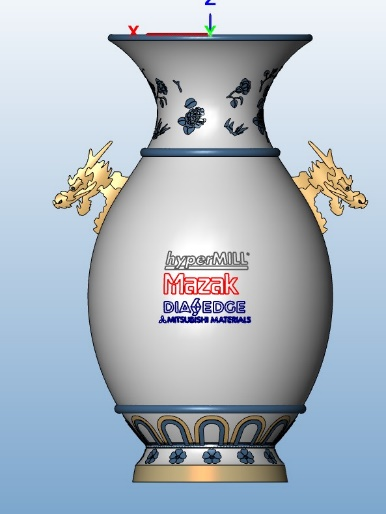 Z
X
hyperMILL®
Mazak
DIAEDGE
MITSUBISHI MATERIALS